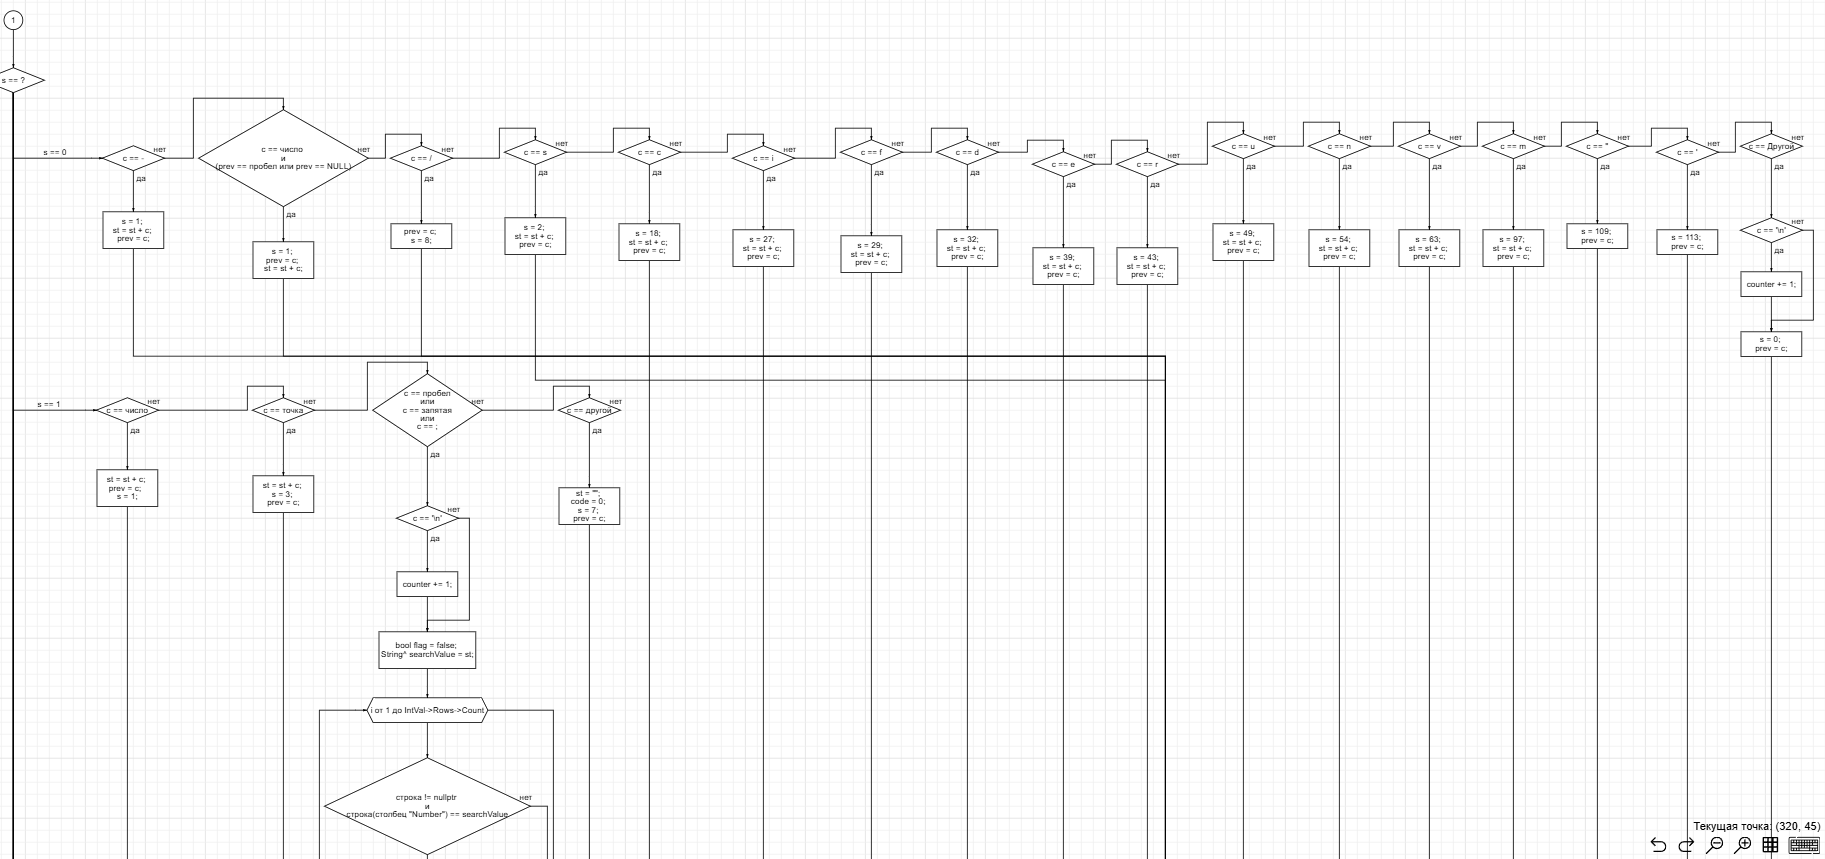 1
s == ?
s == 0
c == -
нет
да
s = 1;
st = st + c;
prev = c;
c == число
и
(prev == пробел или prev == NULL)
нет
да
s = 1;
prev = c;
st = st + c;
c == /
нет
да
prev = c;
s = 8;
c == s
нет
да
s = 2;
st = st + c;
prev = c;
c == c
нет
да
s = 18;
st = st + c;
prev = c;
c == i
нет
да
s = 27;
st = st + c;
prev = c;
c == f
нет
да
s = 29;
st = st + c;
prev = c;
c == d
нет
да
s = 32;
st = st + c;
prev = c;
c == e
нет
да
s = 39;
st = st + c;
prev = c;
c == r
нет
да
s = 43;
st = st + c;
prev = c;
c == u
нет
да
s = 49;
st = st + c;
prev = c;
c == n
нет
да
s = 54;
st = st + c;
prev = c;
c == v
нет
да
s = 63;
st = st + c;
prev = c;
c == m
нет
да
s = 97;
st = st + c;
prev = c;
c == "
нет
да
s = 109;
prev = c;
c == '
нет
да
s = 113;
prev = c;
c == Другой
нет
да
c == '\n'
нет
да
counter += 1;
s = 0;
prev = c;
s == 1
c == число
нет
да
st = st + c;
prev = c;
s = 1;
c == точка
нет
да
st = st + c;
s = 3;
prev = c;
c == пробел
или
c == запятая
или
c == ;
нет
да
c == '\n'
нет
да
counter += 1;
bool flag = false;
String^ searchValue = st;
i от 1 до IntVal->Rows->Count
строка != nullptr
и
строка(столбец "Number") == searchValue
нет
c == другой
да
st = "";
code = 0;
s = 7;
prev = c;
Текущая точка: (320, 45)